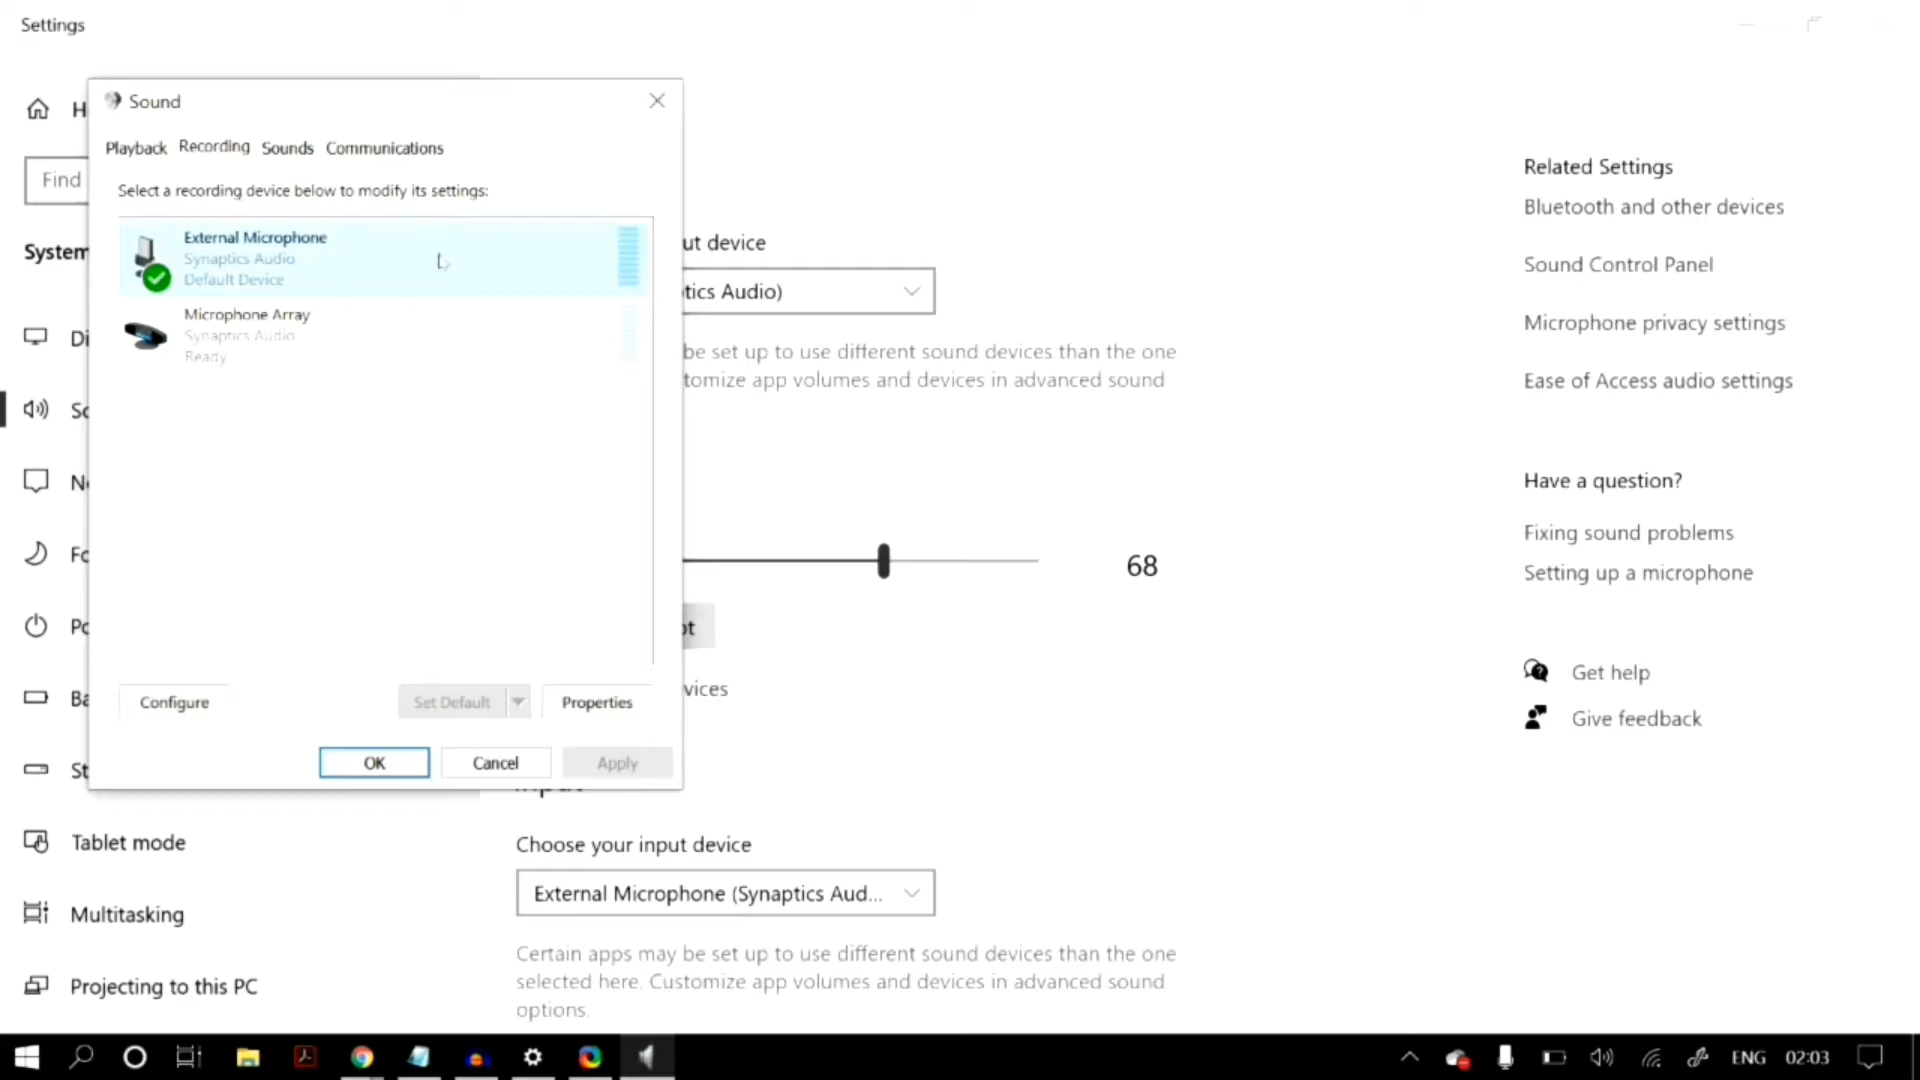 Settings
H
Find
System
Di
So
N
Fo
Po
Ba
St
Tablet mode
Multitasking
Projecting to this PC
Sound
Playback Recording Sounds Communications
Select a recording device below to modify its settings:
External Microphone
Synaptics Audio
Default Device
Microphone Array
Synaptics Audio
Ready
Configure
Set Default
Properties
OK
Cancel
Apply
ut device
tics Audio)
be set up to use different sound devices than the one
tomize app volumes and devices in advanced sound
68
ot
vices
Input
Choose your input device
External Microphone (Synaptics Aud...
Certain apps may be set up to use different sound devices than the one
selected here. Customize app volumes and devices in advanced sound
options.
Related Settings
Bluetooth and other devices
Sound Control Panel
Microphone privacy settings
Ease of Access audio settings
Have a question?
Fixing sound problems
Setting up a microphone
Get help
Give feedback
ENG 02:03